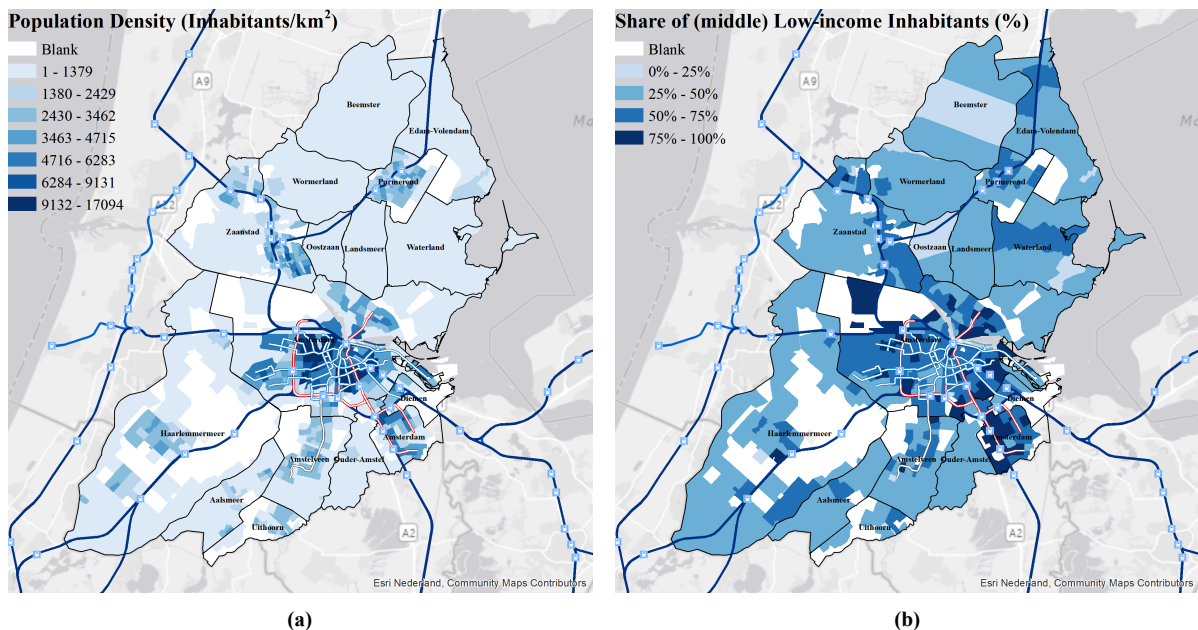 Population Density (Inhabitants/km²)
Blank
1 - 1379
1380 - 2429
2430 - 3462
3463 - 4715
4716 - 6283
6284 - 9131
9132 - 17094
A9
Beemster
Edam-Volendam
Wormerland
Purmerend
A22
Zaanstad
Oostzaan
Landsmeer
Waterland
Amsterdam
Diemen
Haarlemmermeer
Amsterdam
Amstelveen
Ouder-Amstel
Aalsmeer
Uithoorn
A2
Esri Nederland, Community Maps Contributors
(a)
Share of (middle) Low-income Inhabitants (%)
Blank
0% - 25%
25% - 50%
50% - 75%
75% - 100%
A9
Beemster
Edam-Volendam
Wormerland
Purmerend
Zaanstad
Oostzaan
Landsmeer
Waterland
Amsterdam
Diemen
Haarlemmermeer
Amsterdam
Amstelveen
Ouder-Amstel
Aalsmeer
Uithoorn
A2
Esri Nederland, Community Maps Contributors
(b)